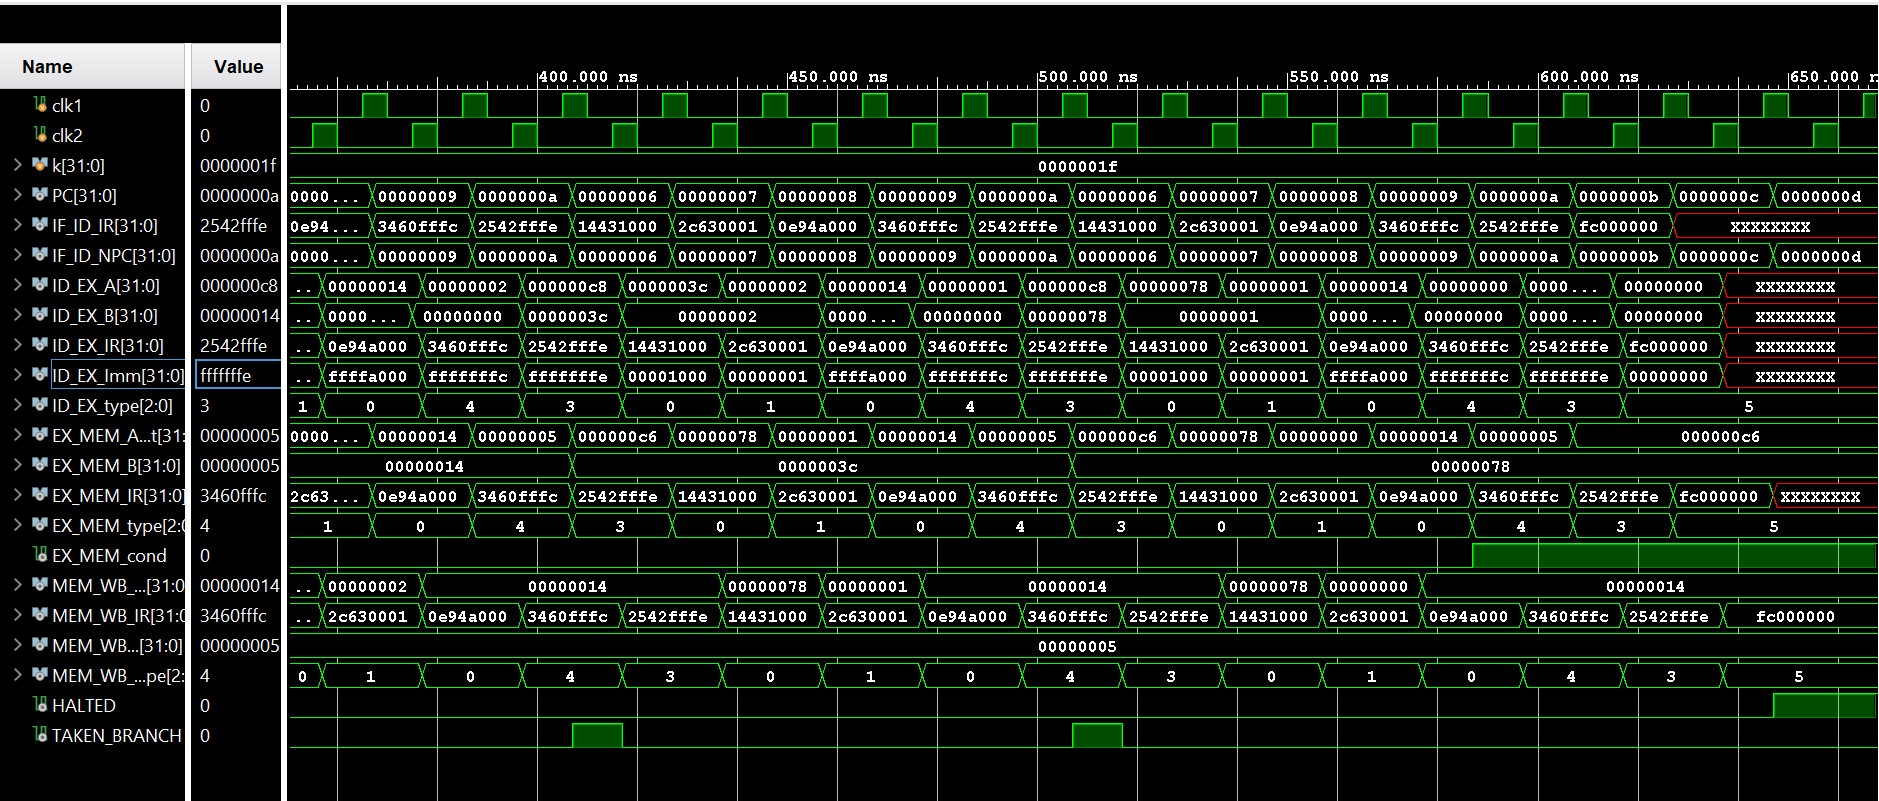 Name Value
400.000 ns 450.000 ns 500.000 ns 550.000 ns 600.000 ns 650.000 n
clk1 0
clk2 0
k[31:0] 0000001f 0000001f
PC[31:0] 0000000a 0000... 00000009 0000000a 00000006 00000007 00000008 00000009 0000000a 00000006 00000007 00000008 00000009 0000000a 0000000b 0000000c 0000000d
IF_ID_IR[31:0] 2542fffe 0e94... 3460fffc 2542fffe 14431000 2c630001 0e94a000 3460fffc 2542fffe 14431000 2c630001 0e94a000 3460fffc 2542fffe fc000000 XXXXXXXX
IF_ID_NPC[31:0] 0000000a 0000... 00000009 0000000a 00000006 00000007 00000008 00000009 0000000a 00000006 00000007 00000008 00000009 0000000a 0000000b 0000000c 0000000d
ID_EX_A[31:0] 000000c8 .. 00000014 00000002 000000c8 0000003c 00000002 00000014 00000001 000000c8 00000078 00000001 00000014 00000000 0000... 00000000 XXXXXXXX
ID_EX_B[31:0] 00000014 .. 0000... 00000000 0000003c 00000002 0000... 00000000 00000078 00000001 0000... 00000000 0000... 00000000 XXXXXXXX
ID_EX_IR[31:0] 2542fffe .. 0e94a000 3460fffc 2542fffe 14431000 2c630001 0e94a000 3460fffc 2542fffe 14431000 2c630001 0e94a000 3460fffc 2542fffe fc000000 XXXXXXXX
ID_EX_Imm[31:0] fffffffe .. ffffa000 fffffffc fffffffe 00001000 00000001 ffffa000 fffffffc fffffffe 00001000 00000001 ffffa000 fffffffc fffffffe 00000000 XXXXXXXX
ID_EX_type[2:0] 3 1 0 4 3 0 1 0 4 3 0 1 0 4 3 5
EX_MEM_A...t[31: 00000005 0000... 00000014 00000005 000000c6 00000078 00000001 00000014 00000005 000000c6 00000078 00000000 00000014 00000005 000000c6
EX_MEM_B[31:0] 00000005 00000014 0000003c 00000078
EX_MEM_IR[31:0] 3460fffc 2c63... 0e94a000 3460fffc 2542fffe 14431000 2c630001 0e94a000 3460fffc 2542fffe 14431000 2c630001 0e94a000 3460fffc 2542fffe fc000000 XXXXXXXX
EX_MEM_type[2:0 4 1 0 4 3 0 1 0 4 3 0 1 0 4 3 5
EX_MEM_cond 0
MEM_WB_...[31:0 00000014 .. 00000002 00000014 00000078 00000001 00000014 00000078 00000000 00000014
MEM_WB_IR[31:0 3460fffc .. 2c630001 0e94a000 3460fffc 2542fffe 14431000 2c630001 0e94a000 3460fffc 2542fffe 14431000 2c630001 0e94a000 3460fffc 2542fffe fc000000
MEM_WB...[31:0] 00000005 00000005
MEM_WB_...pe[2: 4 0 1 0 4 3 0 1 0 4 3 0 1 0 4 3 5
HALTED 0
TAKEN_BRANCH 0